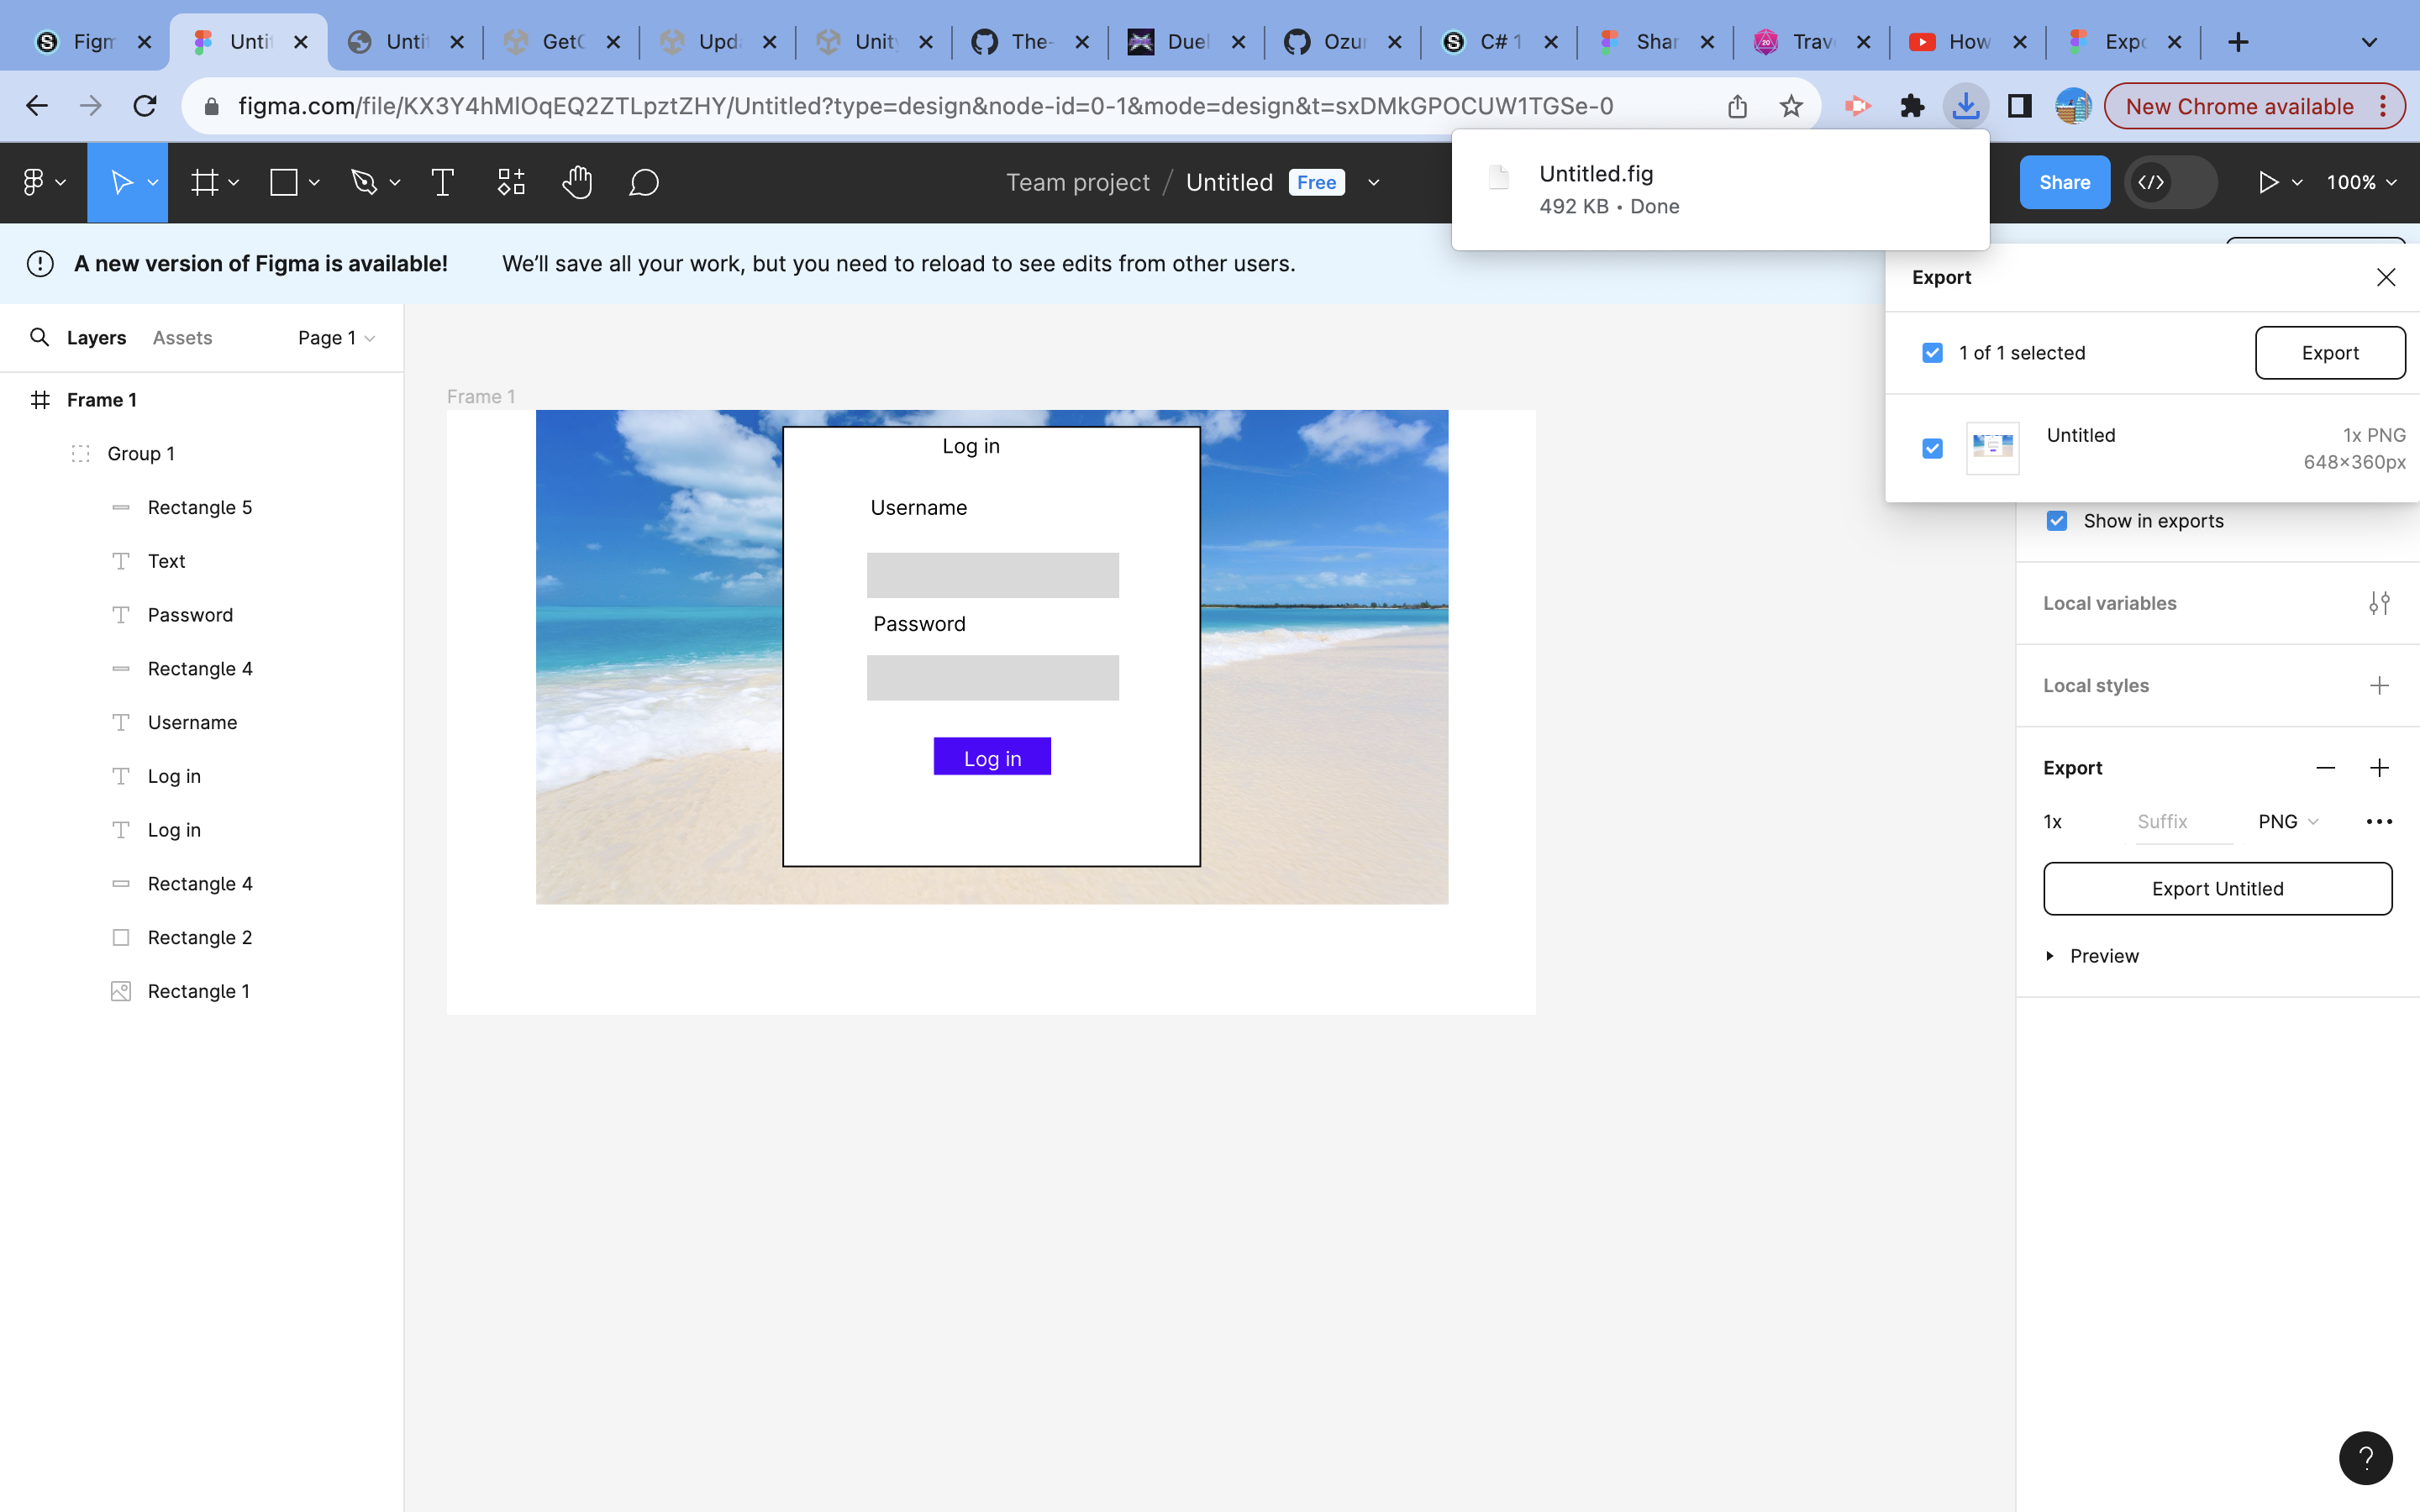 Figm
Untit
Untit
GetC
Upda
Unity
The-
Duel
Ozur
C# 1
Shar
Trav
How
Expo
figma.com/file/KX3Y4hMlOqEQ2ZTLpztZHY/Untitled?type=design&node-id=0-1&mode=design&t=sxDMkGPOCUW1TGSe-0
New Chrome available
Untitled.fig
492 KB • Done
Team project / Untitled Free
Share
100%
A new version of Figma is available! We'll save all your work, but you need to reload to see edits from other users.
Layers Assets Page 1
Frame 1
Group 1
Rectangle 5
Text
Password
Rectangle 4
Username
Log in
Log in
Rectangle 4
Rectangle 2
Rectangle 1
Frame 1
Log in
Username
Password
Log in
Export
1 of 1 selected Export
Untitled 1x PNG
648×360px
Show in exports
Local variables
Local styles
Export
1x Suffix PNG
Export Untitled
Preview
?